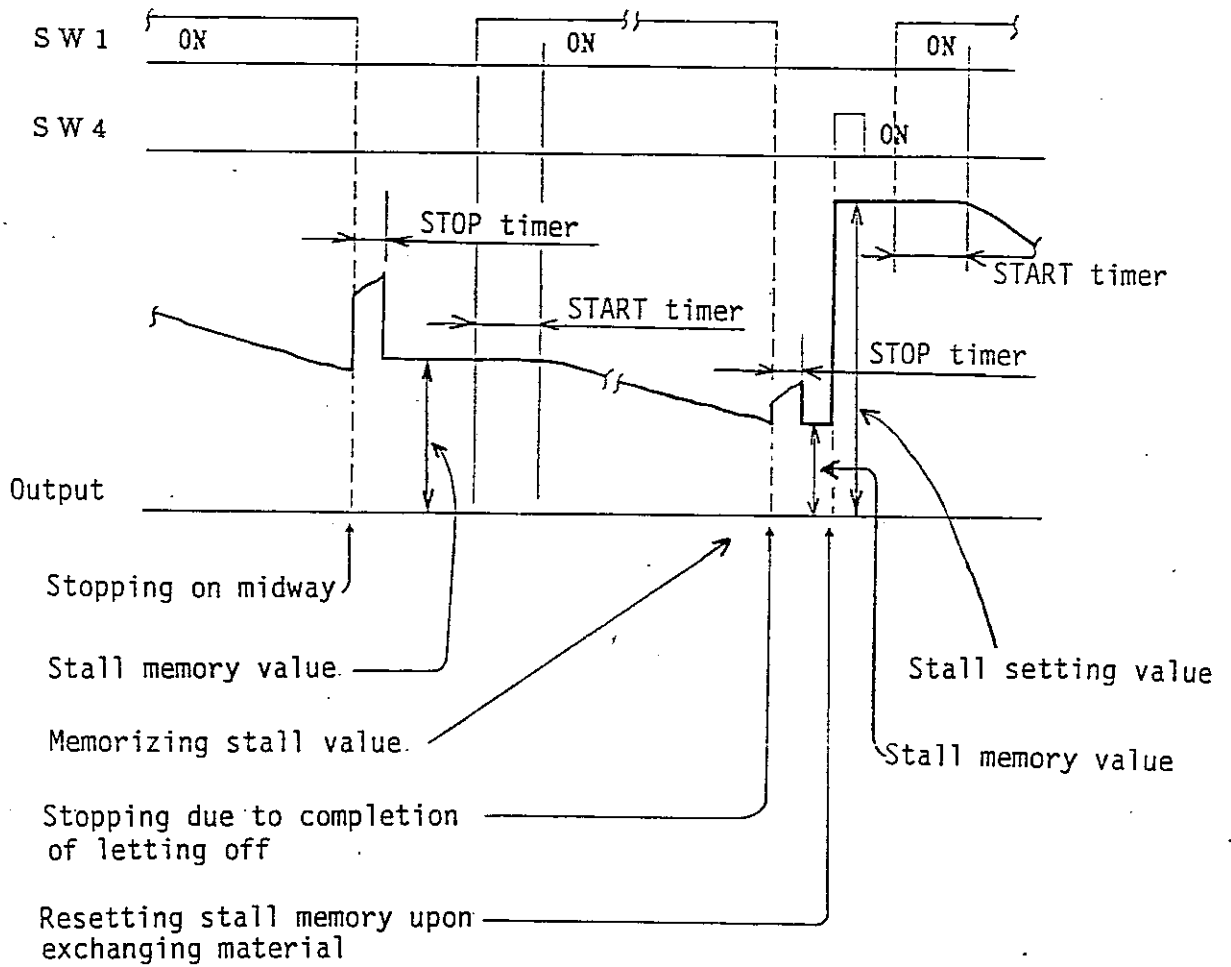 SW1
ON
ON
ON
SW4
ON
STOP timer
START timer
START timer
STOP timer
Output
Stopping on midway
Stall memory value
Stall setting value
Memorizing stall value
Stall memory value
Stopping due to completion
of letting off
Resetting stall memory upon
exchanging material